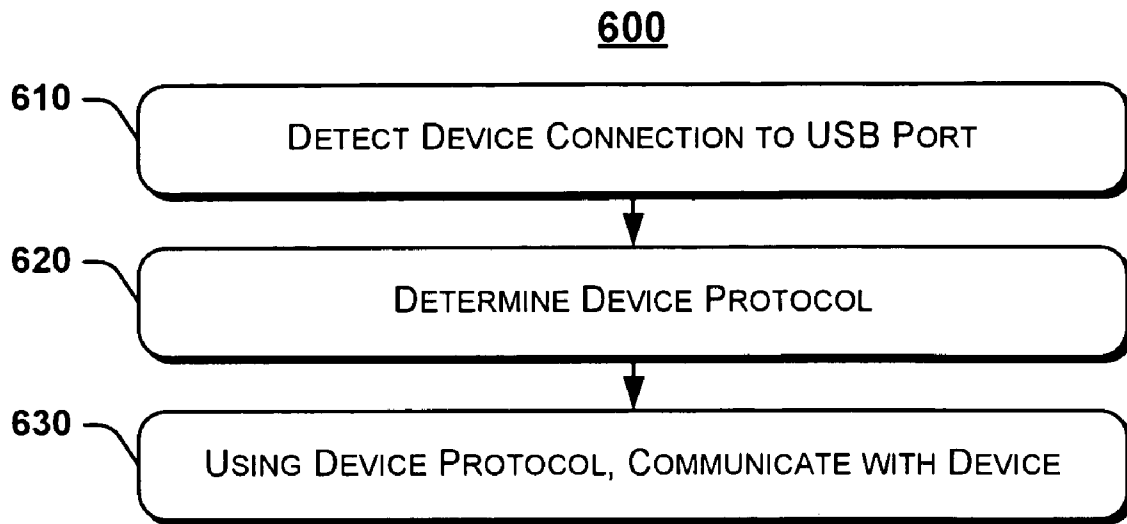 600
610
DETECT DEVICE CONNECTION TO USB PORT
620
DETERMINE DEVICE PROTOCOL
630
USING DEVICE PROTOCOL, COMMUNICATE WITH DEVICE